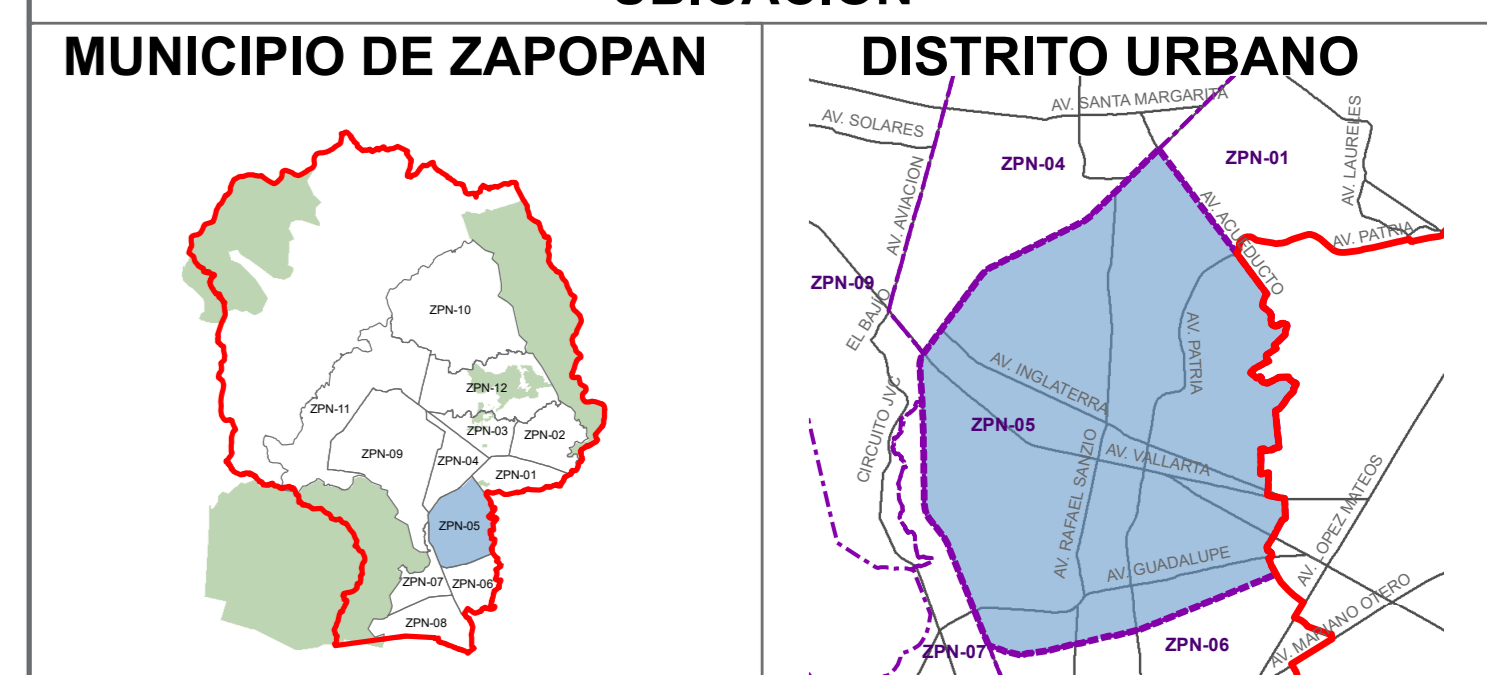 UBICACIÓN
MUNICIPIO DE ZAPOPAN
ZPN-10
ZPN-12
ZPN-11
ZPN-03
ZPN-02
ZPN-09
ZPN-04
ZPN-01
ZPN-05
ZPN-07
ZPN-06
ZPN-08
DISTRITO URBANO
AV. SANTA MARGARITA
AV. SOLARES
AV. LAURELES
ZPN-04
ZPN-01
AV. AVIACION
AV. ACUEDUCTO
AV. PATRIA
ZPN-09
EL BAJÍO
AV. PATRIA
AV. INGLATERRA
CIRCUITO JVC
ZPN-05
AV. VALLARTA
AV. RAFAEL SANZIO
AV. LOPEZ MATEOS
AV. GUADALUPE
AV. MARIANO OTERO
ZPN-07
ZPN-06